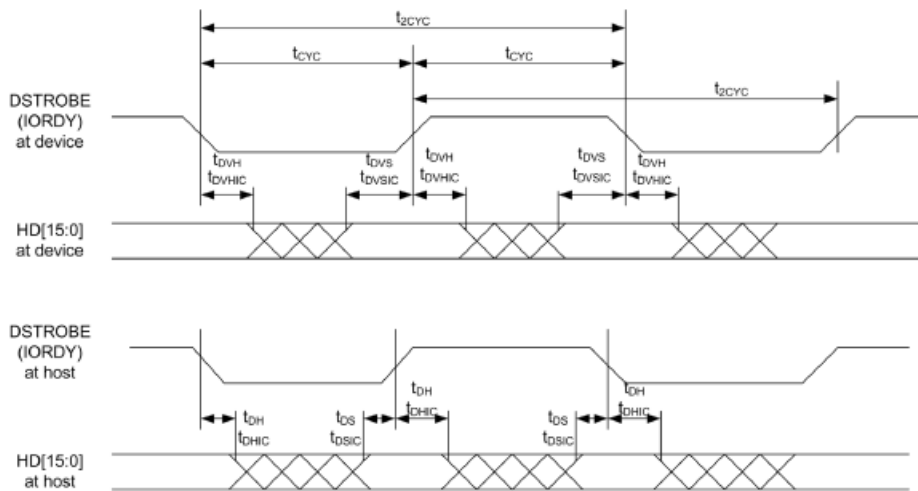 t2CYC
tCYC tCYC
t2CYC
DSTROBE
(IORDY)
at device
tDVH tDVS tDVH tDVS tDVH
tDVHIC tDVSIC tDVHIC tDVSIC tDVHIC
HD[15:0]
at device
DSTROBE
(IORDY)
at host
tDH tDS tDH tDS tDH
tDHIC tDSIC tDHIC tDSIC tDHIC
HD[15:0]
at host